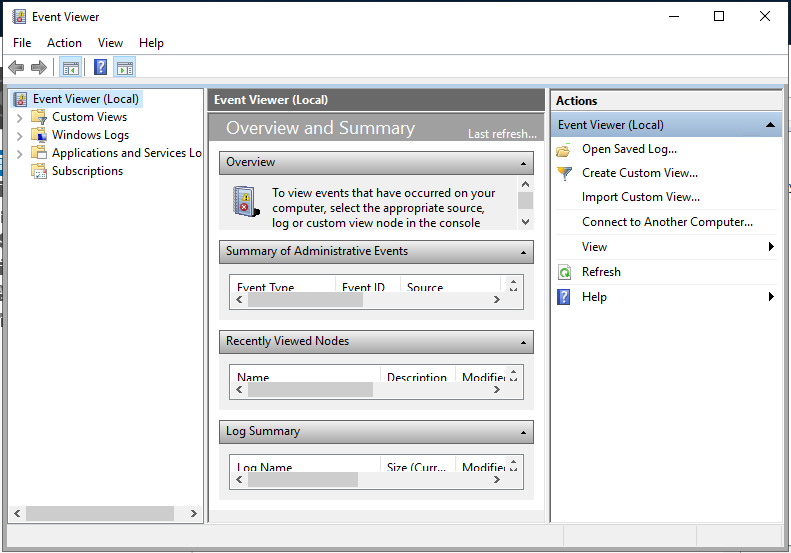 Event Viewer
File Action View Help
Event Viewer (Local)
Custom Views
Windows Logs
Applications and Services Lo
Subscriptions
Event Viewer (Local)
Overview and Summary
Last refresh...
Overview
To view events that have occurred on your
computer, select the appropriate source,
log or custom view node in the console
Summary of Administrative Events
Event Type Event ID Source
Recently Viewed Nodes
Name Description Modified
Log Summary
Log Name Size (Curr... Modified
Actions
Event Viewer (Local)
Open Saved Log...
Create Custom View...
Import Custom View...
Connect to Another Computer...
View
Refresh
Help